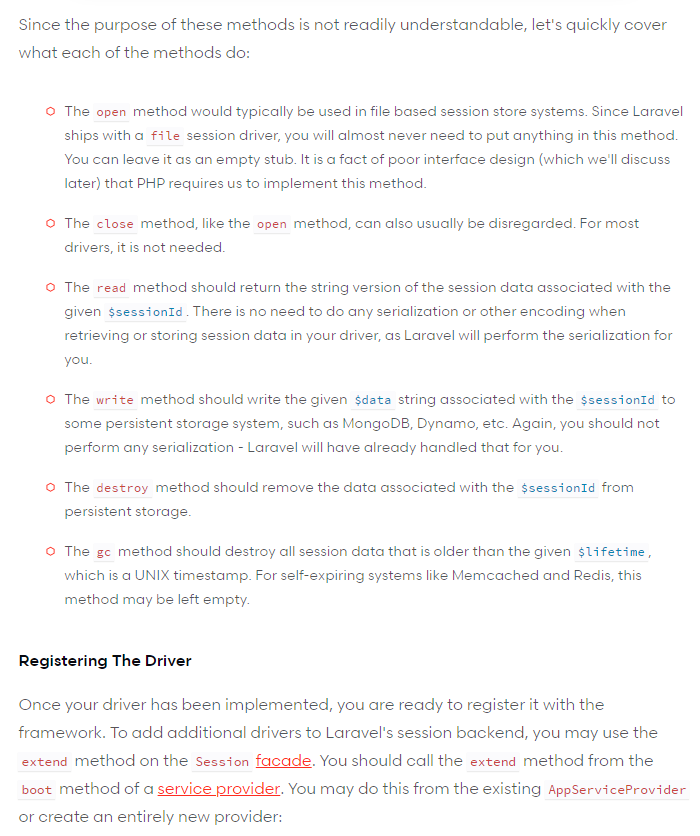 Since the purpose of these methods is not readily understandable, let's quickly cover
what each of the methods do:
The open method would typically be used in file based session store systems. Since Laravel
ships with a file session driver, you will almost never need to put anything in this method.
You can leave it as an empty stub. It is a fact of poor interface design (which we'll discuss
later) that PHP requires us to implement this method.
The close method, like the open method, can also usually be disregarded. For most
drivers, it is not needed.
The read method should return the string version of the session data associated with the
given $sessionId. There is no need to do any serialization or other encoding when
retrieving or storing session data in your driver, as Laravel will perform the serialization for
you.
The write method should write the given $data string associated with the $sessionId to
some persistent storage system, such as MongoDB, Dynamo, etc. Again, you should not
perform any serialization - Laravel will have already handled that for you.
The destroy method should remove the data associated with the $sessionId from
persistent storage.
The gc method should destroy all session data that is older than the given $lifetime,
which is a UNIX timestamp. For self-expiring systems like Memcached and Redis, this
method may be left empty.
Registering The Driver
Once your driver has been implemented, you are ready to register it with the
framework. To add additional drivers to Laravel's session backend, you may use the
extend method on the Session facade. You should call the extend method from the
boot method of a service provider. You may do this from the existing AppServiceProvider
or create an entirely new provider: